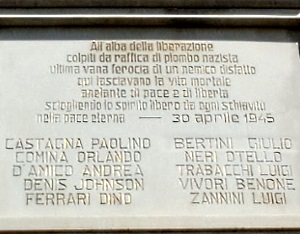 All'alba della liberazione
colpiti da raffica di piombo nazista
ultima vana ferocia di un nemico disfatto
qui lasciavano la vita mortale
anelante di pace e di libertà
sciogliendo lo spirito libero da ogni schiavitù
nella pace eterna — 30 aprile 1945
CASTAGNA PAOLINO
COMINA ORLANDO
D'AMICO ANDREA
DENIS JOHNSON
FERRARI DINO
BERTINI GIULIO
NERI OTELLO
TRABACCHI LUIGI
VIVORI BENONE
ZANNINI LUIGI